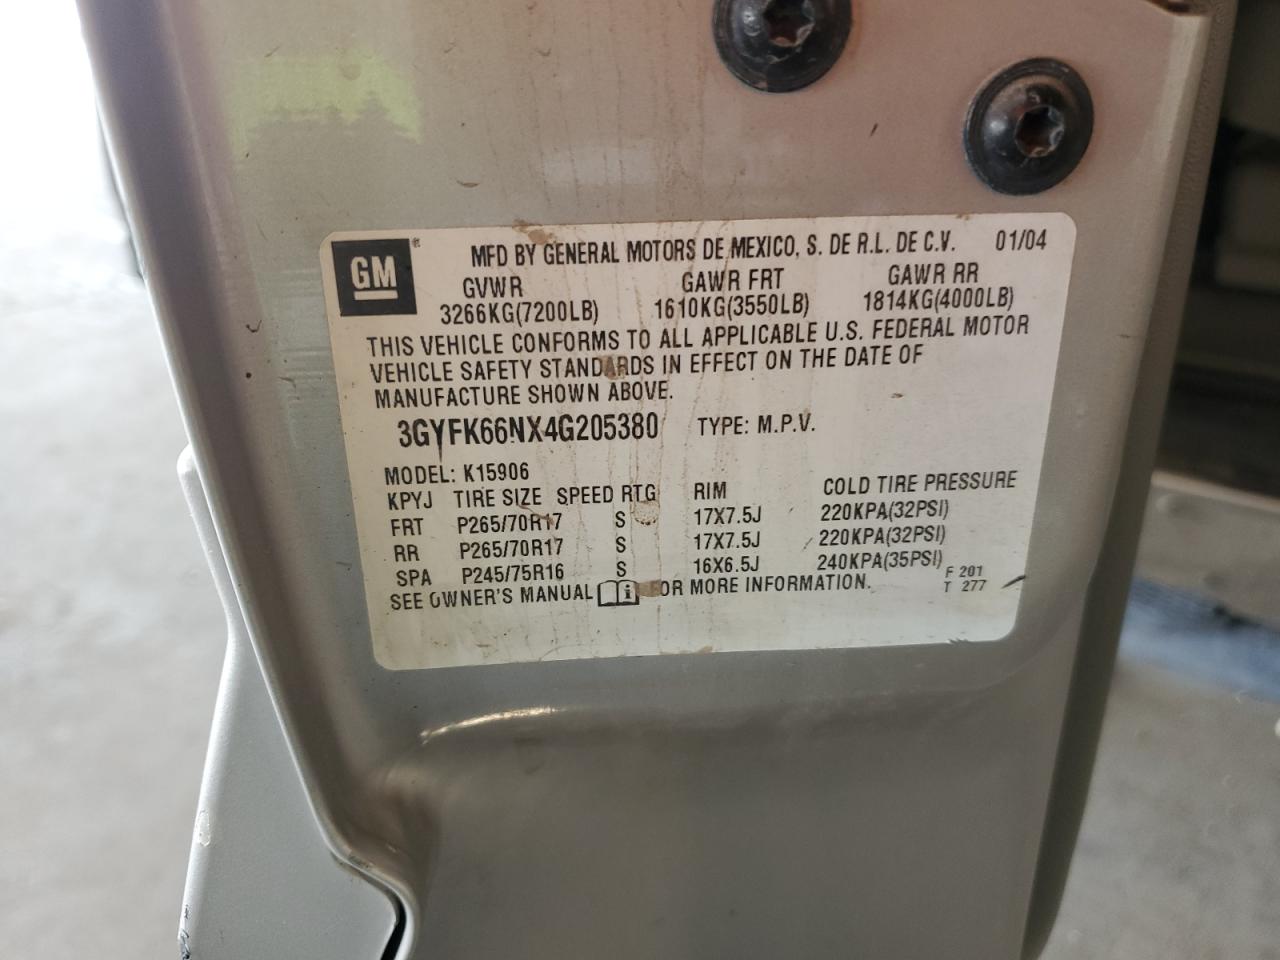 GM®
MFD BY GENERAL MOTORS DE MEXICO, S. DE R.L. DE C.V. 01/04
GVWR GAWR FRT GAWR RR
3266KG(7200LB) 1610KG(3550LB) 1814KG(4000LB)
THIS VEHICLE CONFORMS TO ALL APPLICABLE U.S. FEDERAL MOTOR
VEHICLE SAFETY STANDARDS IN EFFECT ON THE DATE OF
MANUFACTURE SHOWN ABOVE.
3GYFK66NX4G205380 TYPE: M.P.V.
MODEL: K15906
KPYJ TIRE SIZE SPEED RTG RIM COLD TIRE PRESSURE
FRT P265/70R17 S 17X7.5J 220KPA(32PSI)
RR P265/70R17 S 17X7.5J 220KPA(32PSI)
SPA P245/75R16 S 16X6.5J 240KPA(35PSI)
SEE OWNER'S MANUAL i FOR MORE INFORMATION.
F 201
T 277